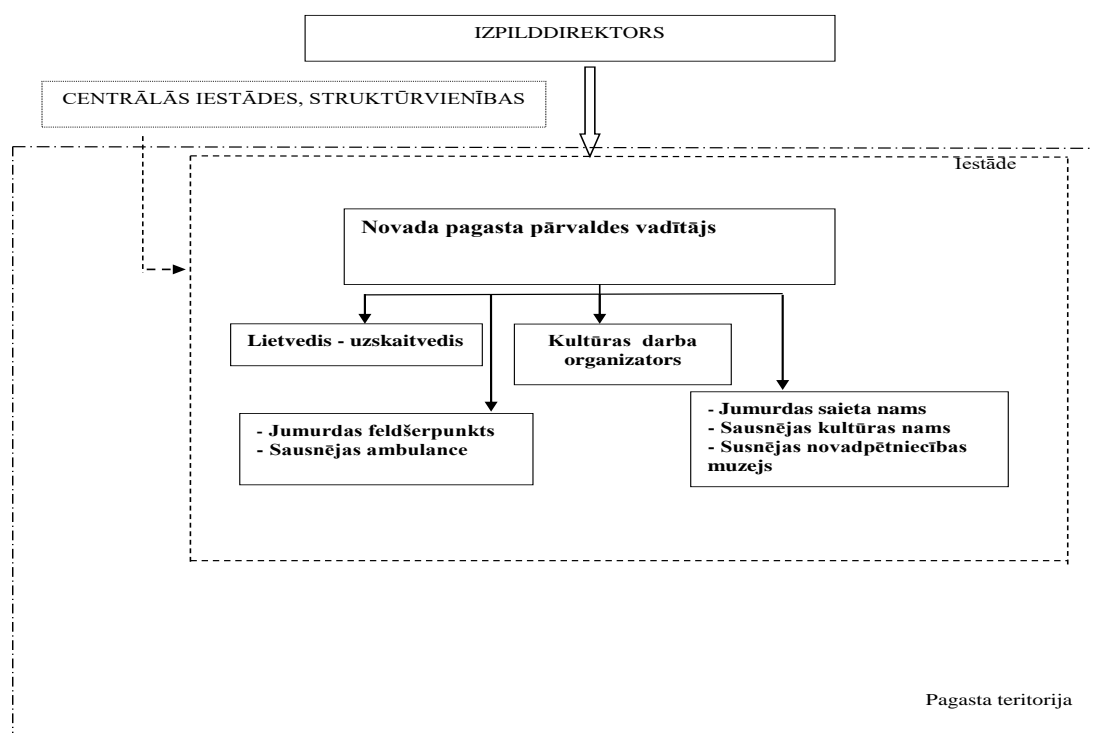 IZPILDDIREKTORS
CENTRĀLĀS IESTĀDES, STRUKTŪRVIENĪBAS
Iestāde
Novada pagasta pārvaldes vadītājs
Lietvedis - uzskaitvedis
Kultūras darba
organizators
- Jumurdas feldšerpunkts
- Sausnējas ambulance
- Jumurdas saieta nams
- Sausnējas kultūras nams
- Susnējas novadpētniecības
muzejs
Pagasta teritorija